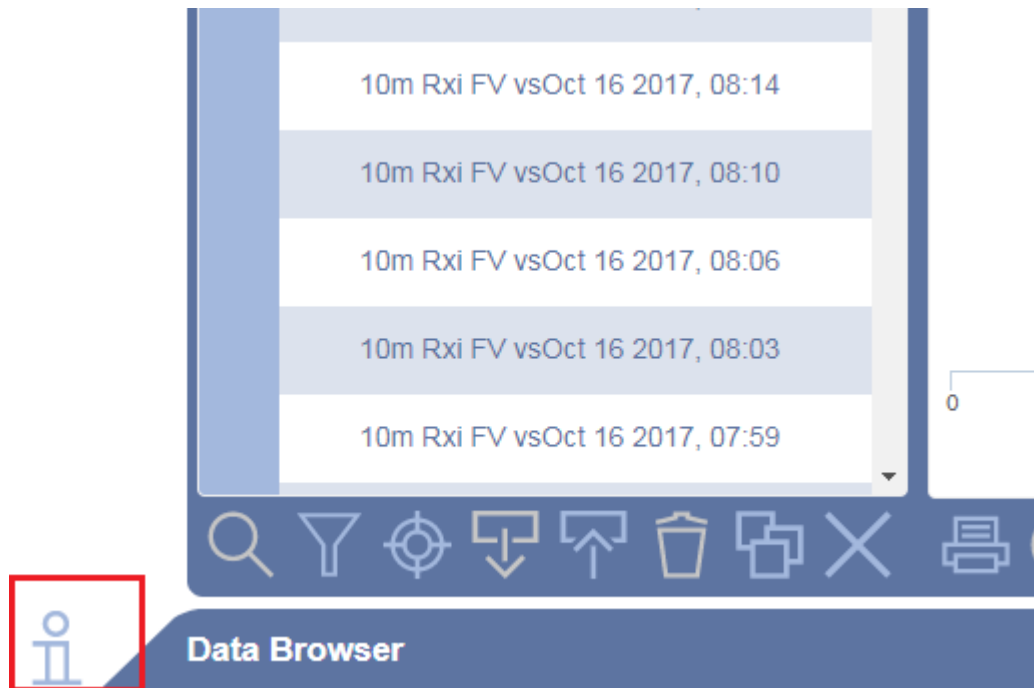 10m Rxi FV vsOct 16 2017, 08:14
10m Rxi FV vsOct 16 2017, 08:10
10m Rxi FV vsOct 16 2017, 08:06
10m Rxi FV vsOct 16 2017, 08:03
0
10m Rxi FV vsOct 16 2017, 07:59
Data Browser